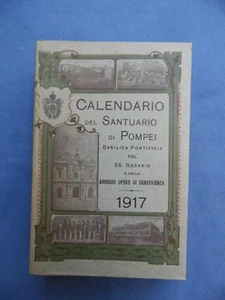 CALENDARIO
DEL SANTUARIO
DI POMPEI
BASILICA PONTIFICIA
DEL
SS. ROSARIO
E DELLE
ANNESSE OPERE DI BENEFICENZA
1917